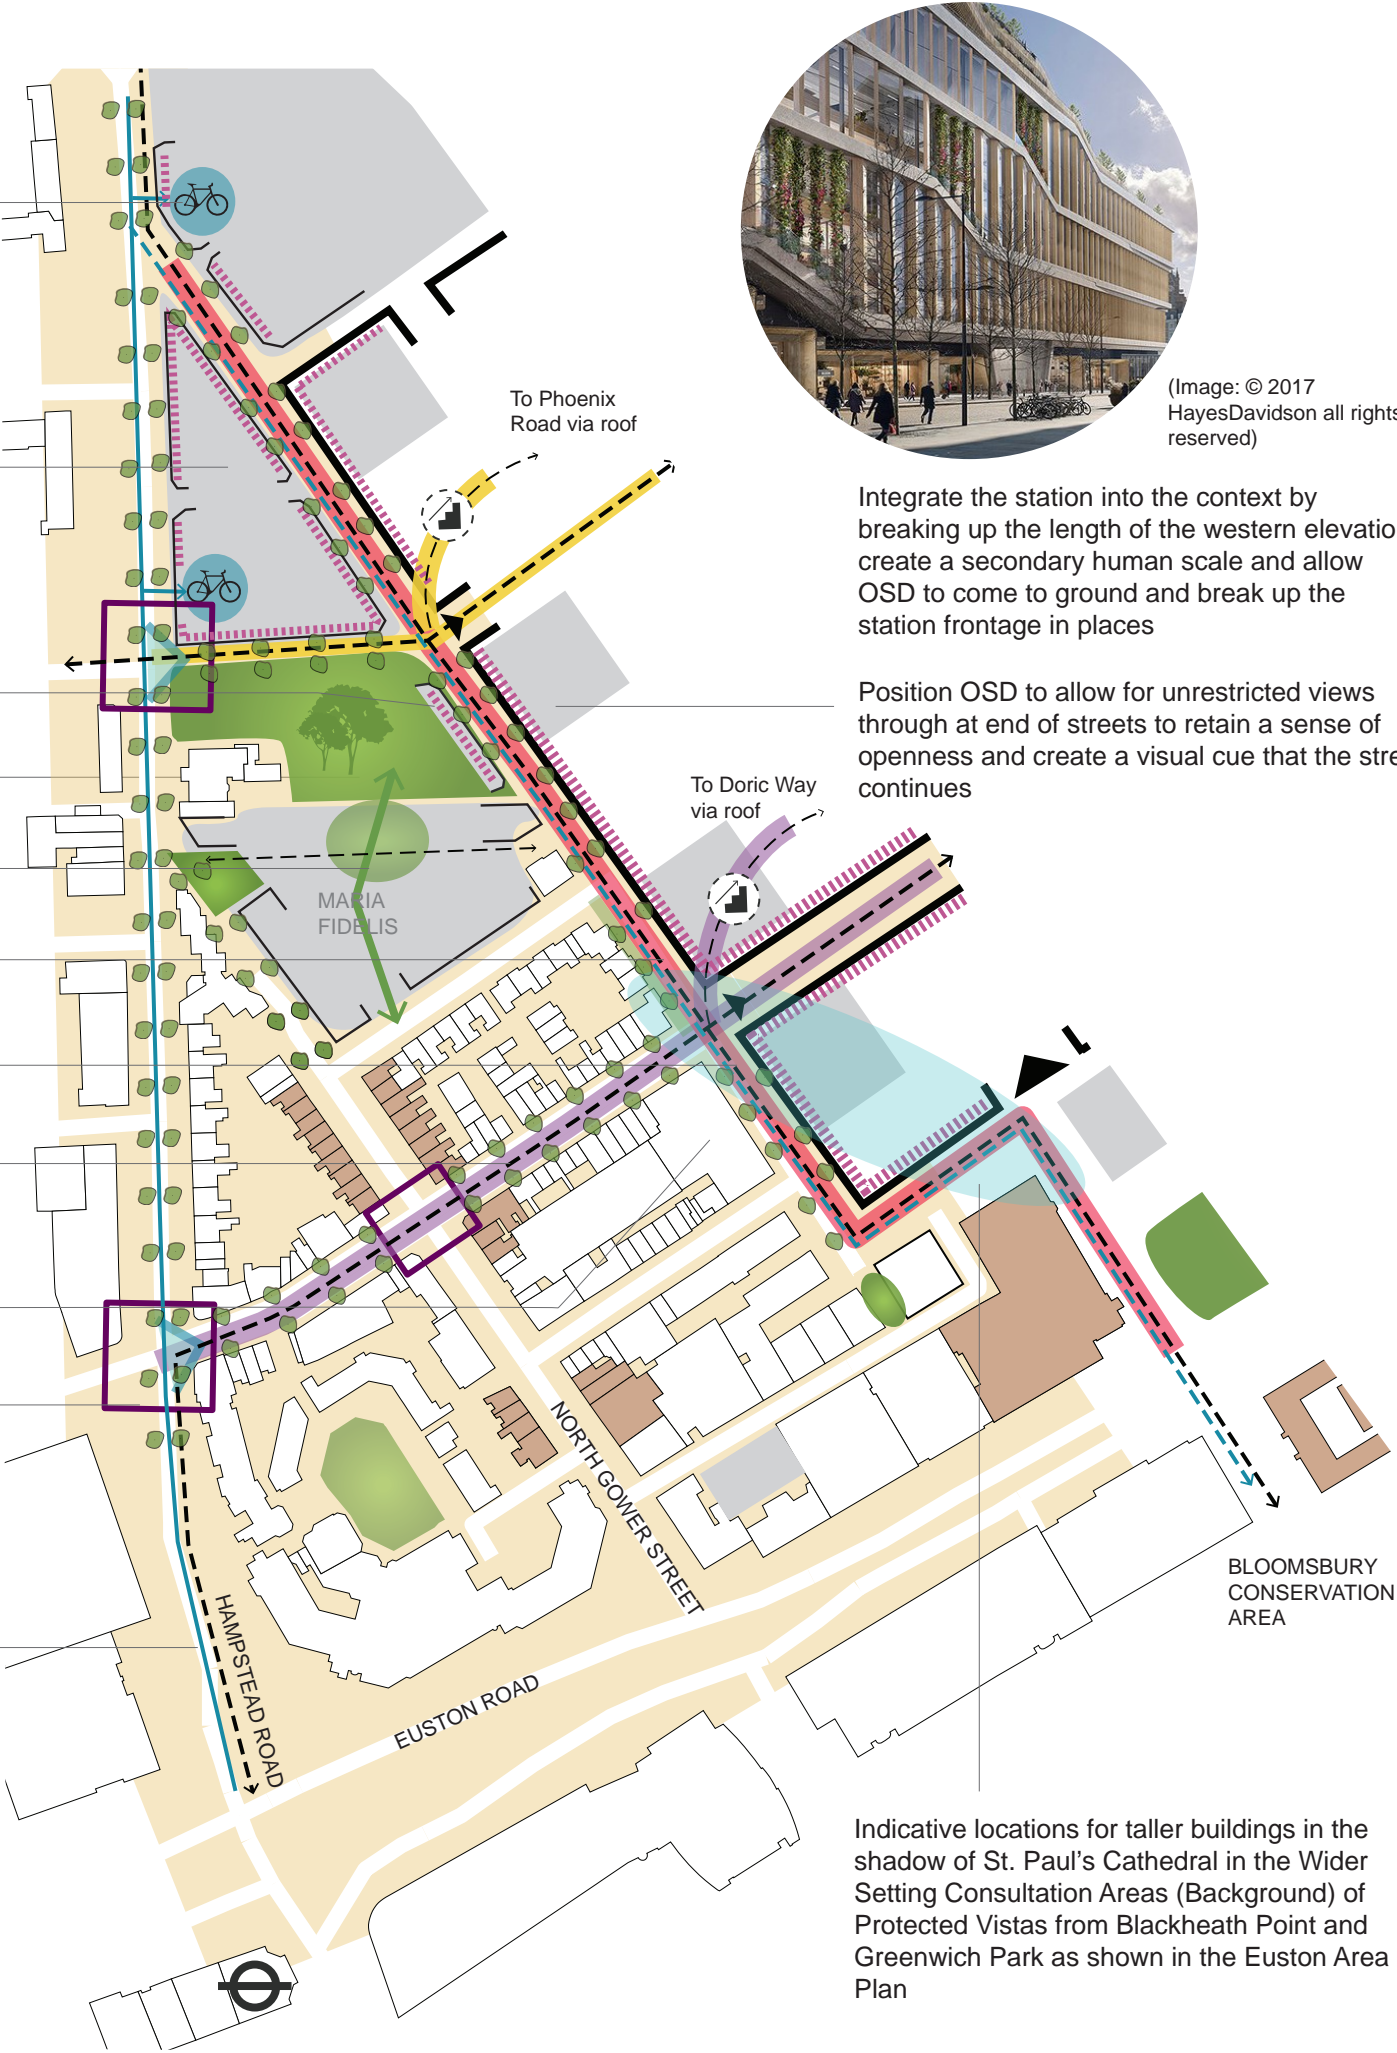 (Image: © 2017
HayesDavidson all rights
reserved)
To Phoenix
Road via roof
Integrate the station into the context by
breaking up the length of the western elevatio
create a secondary human scale and allow
OSD to come to ground and break up the
station frontage in places
Position OSD to allow for unrestricted views
through at end of streets to retain a sense of
openness and create a visual cue that the stre
continues
To Doric Way
via roof
MARIA
FIDELIS
NORTH GOWER STREET
HAMPSTEAD ROAD
EUSTON ROAD
BLOOMSBURY
CONSERVATION
AREA
Indicative locations for taller buildings in the
shadow of St. Paul's Cathedral in the Wider
Setting Consultation Areas (Background) of
Protected Vistas from Blackheath Point and
Greenwich Park as shown in the Euston Area
Plan